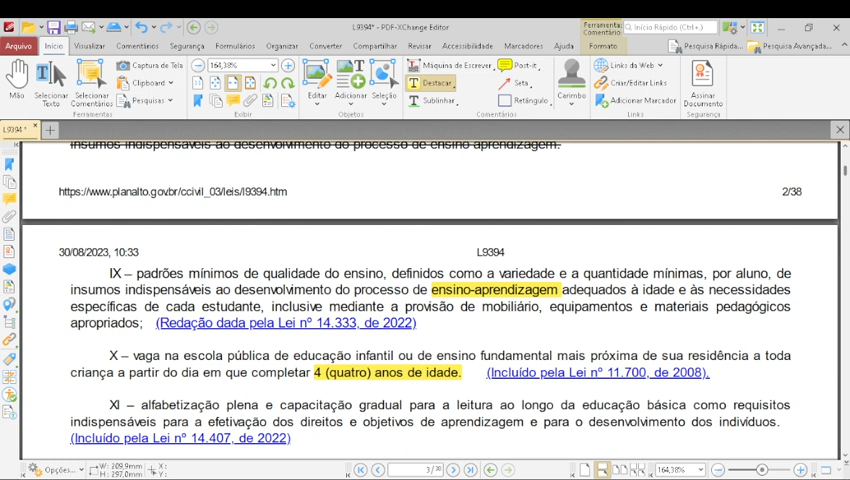 L9394* - PDF-XChange Editor
Ferramentas
Início Rápido (Ctrl+.)
Arquivo Início Visualizar Comentários Segurança Formulários Organizar Converter Compartilhar Revisar Acessibilidade Marcadores Ajuda Formato Pesquisa Rápida... Pesquisa Avançada...
Mão
Selecionar Texto
Selecionar Comentários
Captura de Tela
Clipboard
Pesquisas
Ferramentas
164,38%
Exibir
Editar
Adicionar
Seleção
Objetos
Máquina de Escrever
Destacar
Sublinhar
Post-it
Seta
Retângulo
Carimbo
Comentários
Links da Web
Criar/Editar Links
Adicionar Marcador
Links
Assinar Documento
Segurança
L9394 *
insumos indispensáveis ao desenvolvimento do processo de ensino aprendizagem.
https://www.planalto.gov.br/ccivil_03/leis/l9394.htm 2/38
30/08/2023, 10:33 L9394
IX – padrões mínimos de qualidade do ensino, definidos como a variedade e a quantidade mínimas, por aluno, de
insumos indispensáveis ao desenvolvimento do processo de ensino-aprendizagem adequados à idade e às necessidades
específicas de cada estudante, inclusive mediante a provisão de mobiliário, equipamentos e materiais pedagógicos
apropriados; (Redação dada pela Lei nº 14.333, de 2022)
X – vaga na escola pública de educação infantil ou de ensino fundamental mais próxima de sua residência a toda
criança a partir do dia em que completar 4 (quatro) anos de idade. (Incluído pela Lei nº 11.700, de 2008).
XI – alfabetização plena e capacitação gradual para a leitura ao longo da educação básica como requisitos
indispensáveis para a efetivação dos direitos e objetivos de aprendizagem e para o desenvolvimento dos indivíduos.
(Incluído pela Lei nº 14.407, de 2022)
Opções... W: 209,9mm X:
H: 297,0mm Y:
3 / 38
164,38%